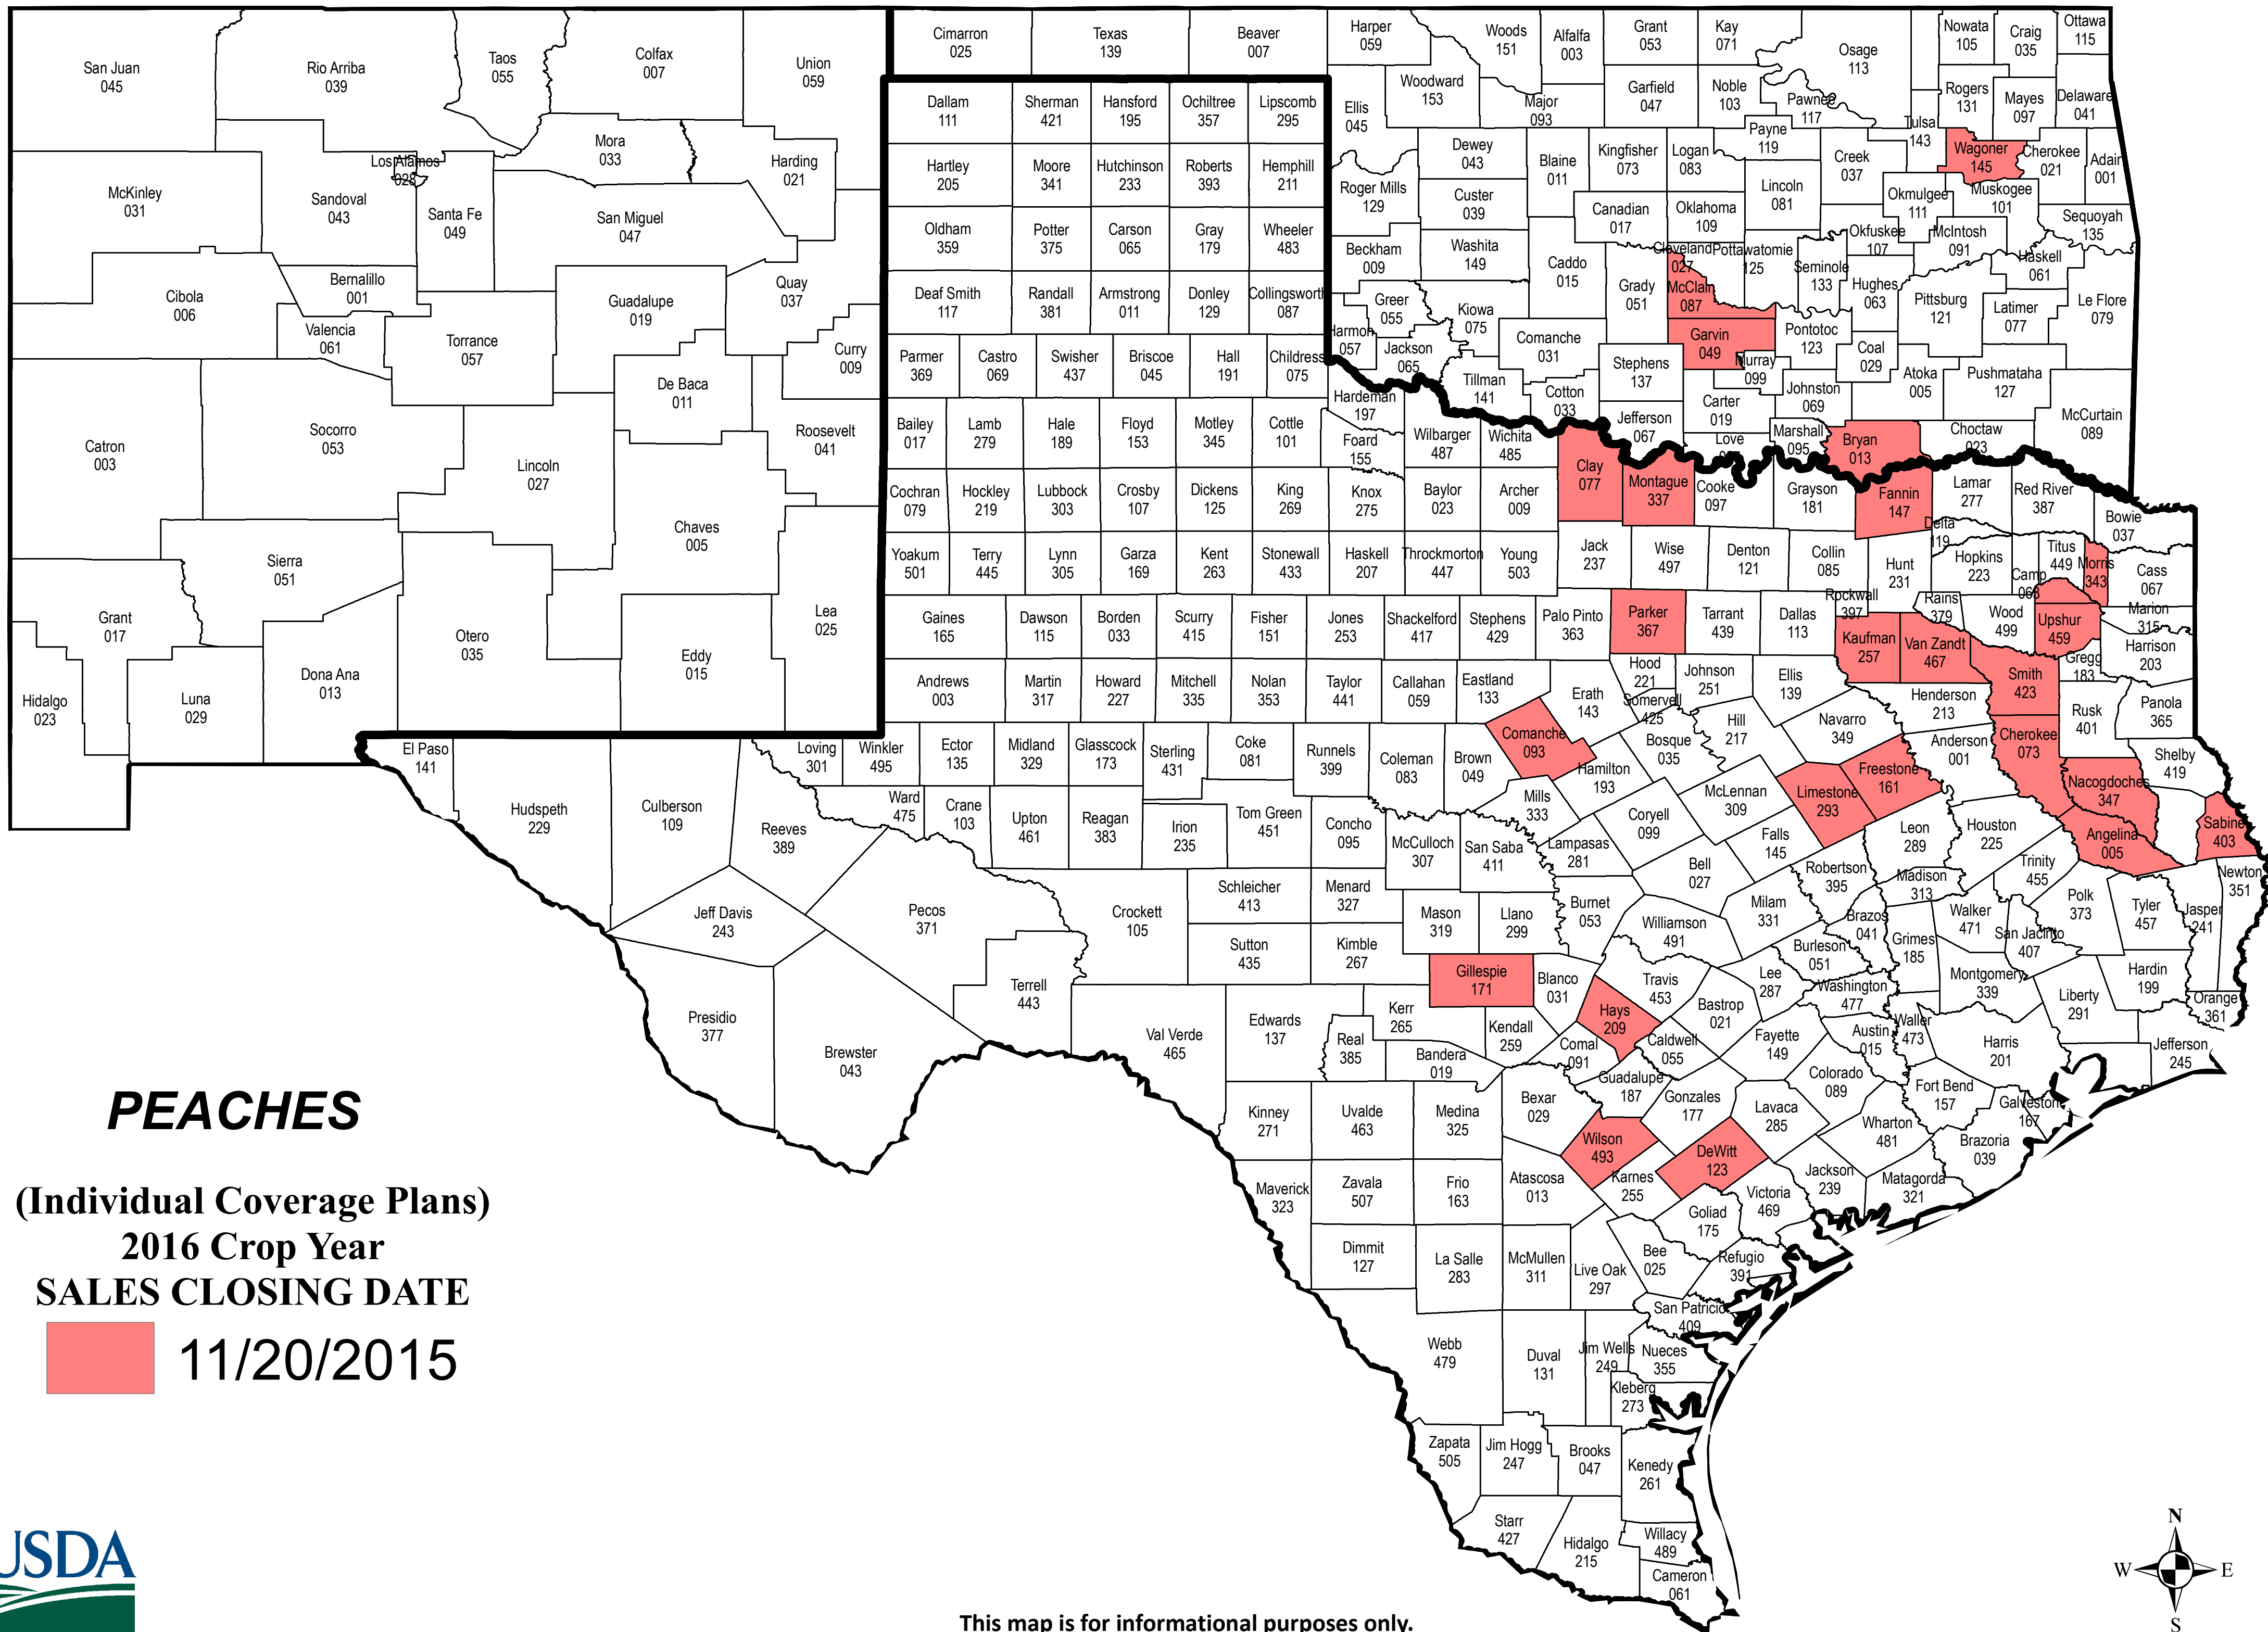 San Juan
045
Rio Arriba
039
Taos
055
Colfax
007
Union
059
Mora
033
Harding
021
Los Alamos
028
McKinley
031
Sandoval
043
Santa Fe
049
San Miguel
047
Bernalillo
001
Cibola
006
Valencia
061
Torrance
057
Guadalupe
019
Quay
037
Curry
009
De Baca
011
Roosevelt
041
Catron
003
Socorro
053
Lincoln
027
Chaves
005
Sierra
051
Grant
017
Otero
035
Eddy
015
Lea
025
Hidalgo
023
Luna
029
Dona Ana
013
Cimarron
025
Texas
139
Beaver
007
Harper
059
Woods
151
Alfalfa
003
Grant
053
Kay
071
Osage
113
Nowata
105
Craig
035
Ottawa
115
Woodward
153
Ellis
045
Major
093
Garfield
047
Noble
103
Pawnee
117
Rogers
131
Mayes
097
Delaware
041
Tulsa
143
Payne
119
Dewey
043
Blaine
011
Kingfisher
073
Logan
083
Creek
037
Wagoner
145
Cherokee
021
Adair
001
Roger Mills
129
Custer
039
Lincoln
081
Okmulgee
111
Muskogee
101
Canadian
017
Oklahoma
109
Sequoyah
135
Okfuskee
107
McIntosh
091
Beckham
009
Washita
149
Caddo
015
Cleveland
027
Pottawatomie
125
Seminole
133
Haskell
061
Grady
051
McClain
087
Hughes
063
Pittsburg
121
Latimer
077
Le Flore
079
Greer
055
Kiowa
075
Harmon
057
Jackson
065
Comanche
031
Garvin
049
Pontotoc
123
Coal
029
Stephens
137
Murray
099
Tillman
141
Cotton
033
Johnston
069
Atoka
005
Pushmataha
127
Carter
019
Jefferson
067
Love
Marshall
095
Bryan
013
Choctaw
023
McCurtain
089
Dallam
111
Sherman
421
Hansford
195
Ochiltree
357
Lipscomb
295
Hartley
205
Moore
341
Hutchinson
233
Roberts
393
Hemphill
211
Oldham
359
Potter
375
Carson
065
Gray
179
Wheeler
483
Deaf Smith
117
Randall
381
Armstrong
011
Donley
129
Collingsworth
087
Parmer
369
Castro
069
Swisher
437
Briscoe
045
Hall
191
Childress
075
Hardeman
197
Bailey
017
Lamb
279
Hale
189
Floyd
153
Motley
345
Cottle
101
Foard
155
Wilbarger
487
Wichita
485
Clay
077
Montague
337
Cooke
097
Grayson
181
Fannin
147
Lamar
277
Red River
387
Bowie
037
Delta
119
Cochran
079
Hockley
219
Lubbock
303
Crosby
107
Dickens
125
King
269
Knox
275
Baylor
023
Archer
009
Yoakum
501
Terry
445
Lynn
305
Garza
169
Kent
263
Stonewall
433
Haskell
207
Throckmorton
447
Young
503
Jack
237
Wise
497
Denton
121
Collin
085
Hunt
231
Hopkins
223
Titus
449
Morris
343
Camp
063
Cass
067
Rockwall
397
Rains
379
Wood
499
Upshur
459
Marion
315
Gaines
165
Dawson
115
Borden
033
Scurry
415
Fisher
151
Jones
253
Shackelford
417
Stephens
429
Palo Pinto
363
Parker
367
Tarrant
439
Dallas
113
Kaufman
257
Van Zandt
467
Smith
423
Gregg
183
Harrison
203
Andrews
003
Martin
317
Howard
227
Mitchell
335
Nolan
353
Taylor
441
Callahan
059
Eastland
133
Erath
143
Hood
221
Somervell
425
Johnson
251
Ellis
139
Henderson
213
Rusk
401
Panola
365
Hill
217
Navarro
349
Comanche
093
Bosque
035
Anderson
001
Cherokee
073
Shelby
419
El Paso
141
Hudspeth
229
Culberson
109
Reeves
389
Loving
301
Winkler
495
Ector
135
Midland
329
Glasscock
173
Sterling
431
Coke
081
Runnels
399
Coleman
083
Brown
049
Hamilton
193
Freestone
161
Limestone
293
Nacogdoches
347
Sabine
403
Ward
475
Crane
103
Upton
461
Reagan
383
Irion
235
Tom Green
451
Concho
095
McCulloch
307
San Saba
411
Mills
333
Lampasas
281
Coryell
099
McLennan
309
Falls
145
Leon
289
Houston
225
Angelina
005
Trinity
455
Newton
351
Bell
027
Robertson
395
Madison
313
Jeff Davis
243
Pecos
371
Crockett
105
Schleicher
413
Menard
327
Mason
319
Llano
299
Burnet
053
Williamson
491
Milam
331
Brazos
041
Walker
471
Polk
373
Tyler
457
Jasper
241
San Jacinto
407
Grimes
185
Burleson
051
Sutton
435
Kimble
267
Gillespie
171
Blanco
031
Travis
453
Lee
287
Washington
477
Montgomery
339
Hardin
199
Liberty
291
Orange
361
Terrell
443
Presidio
377
Brewster
043
Val Verde
465
Edwards
137
Kerr
265
Real
385
Kendall
259
Hays
209
Bastrop
021
Caldwell
055
Comal
091
Bandera
019
Fayette
149
Austin
015
Waller
473
Harris
201
Jefferson
245
Guadalupe
187
Colorado
089
Fort Bend
157
Galveston
167
Kinney
271
Uvalde
463
Medina
325
Bexar
029
Gonzales
177
Lavaca
285
Wharton
481
Brazoria
039
Wilson
493
DeWitt
123
Maverick
323
Zavala
507
Frio
163
Atascosa
013
Karnes
255
Jackson
239
Matagorda
321
Victoria
469
Goliad
175
Dimmit
127
La Salle
283
McMullen
311
Live Oak
297
Bee
025
Refugio
391
San Patricio
409
Webb
479
Duval
131
Jim Wells
249
Nueces
355
Kleberg
273
Zapata
505
Jim Hogg
247
Brooks
047
Kenedy
261
Starr
427
Hidalgo
215
Willacy
489
Cameron
061
PEACHES
(Individual Coverage Plans)
2016 Crop Year
SALES CLOSING DATE
11/20/2015
USDA
N
W E
S
This map is for informational purposes only.